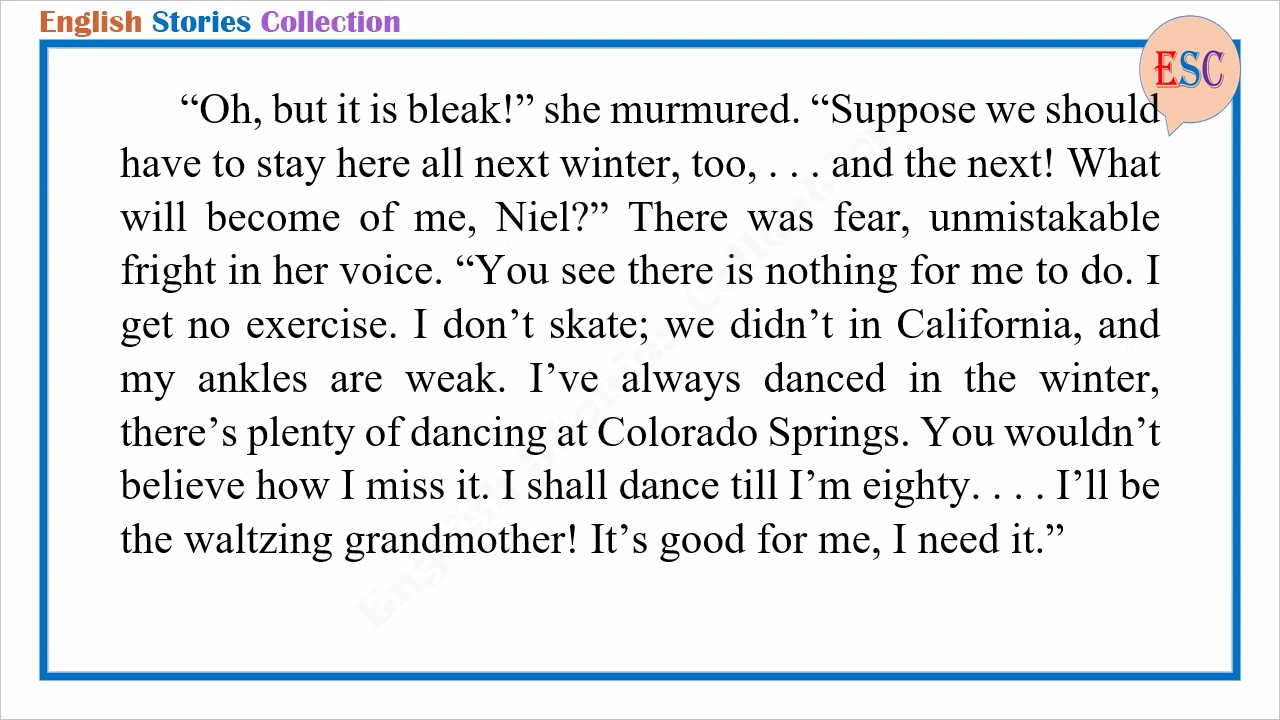 English Stories Collection
ESC
“Oh, but it is bleak!” she murmured. “Suppose we should
have to stay here all next winter, too, . . . and the next! What
will become of me, Niel?” There was fear, unmistakable
fright in her voice. “You see there is nothing for me to do. I
get no exercise. I don’t skate; we didn’t in California, and
my ankles are weak. I’ve always danced in the winter,
there’s plenty of dancing at Colorado Springs. You wouldn’t
believe how I miss it. I shall dance till I’m eighty. . . . I’ll be
the waltzing grandmother! It’s good for me, I need it.”
English Stories Collection